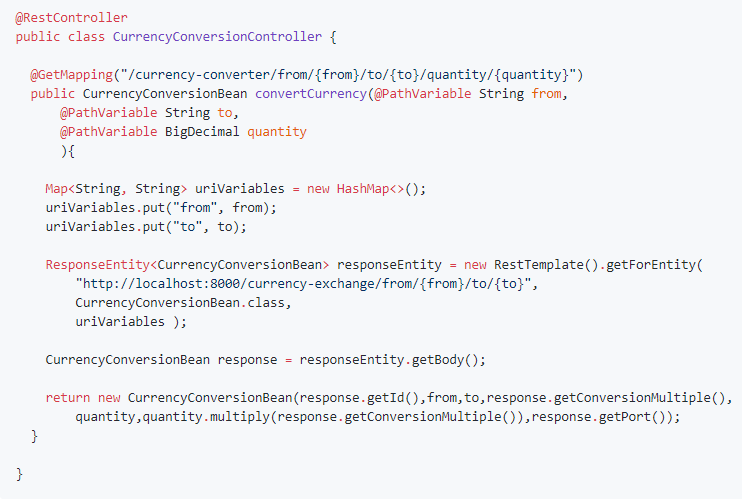 @RestController
public class CurrencyConversionController {
@GetMapping("/currency-converter/from/{from}/to/{to}/quantity/{quantity}")
public CurrencyConversionBean convertCurrency(@PathVariable String from,
@PathVariable String to,
@PathVariable BigDecimal quantity
){
Map<String, String> uriVariables = new HashMap<>();
uriVariables.put("from", from);
uriVariables.put("to", to);
ResponseEntity<CurrencyConversionBean> responseEntity = new RestTemplate().getForEntity(
"http://localhost:8000/currency-exchange/from/{from}/to/{to}",
CurrencyConversionBean.class,
uriVariables );
CurrencyConversionBean response = responseEntity.getBody();
return new CurrencyConversionBean(response.getId(),from,to,response.getConversionMultiple(),
quantity,quantity.multiply(response.getConversionMultiple()),response.getPort());
}
}